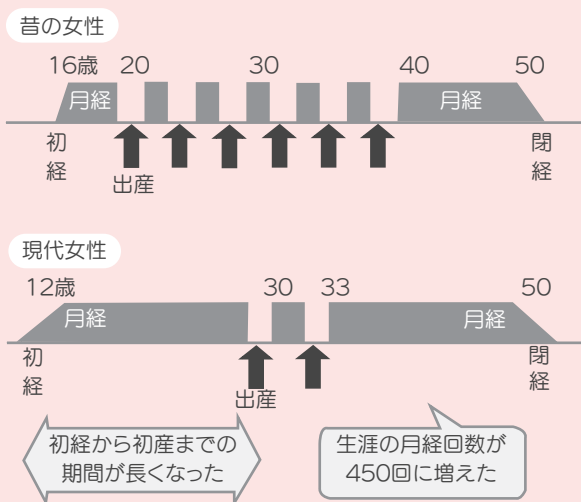 昔の女性
16歳 20 30 40 50
月経 月経
初経 閉経
出産
現代女性
12歳 30 33 50
月経 月経
初経 閉経
出産
初経から初産までの
期間が長くなった
生涯の月経回数が
450回に増えた